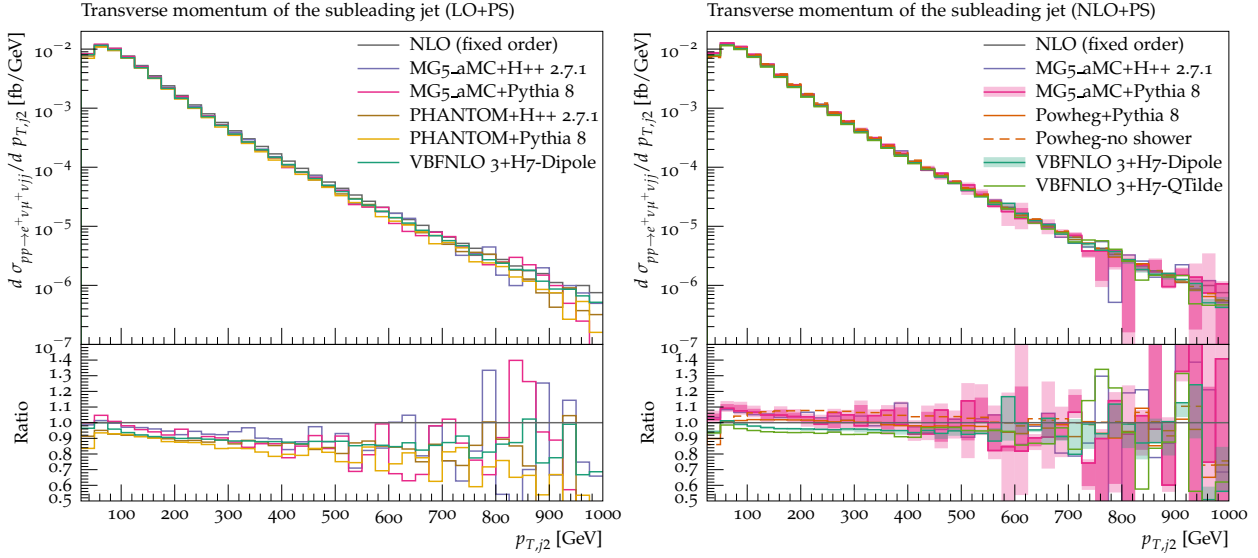 Transverse momentum of the subleading jet (LO+PS)
d σpp→e⁺νμ⁺νjj/d pT,j2 [fb/GeV]
10⁻²
10⁻³
10⁻⁴
10⁻⁵
10⁻⁶
10⁻⁷
NLO (fixed order)
MG5_aMC+H++ 2.7.1
MG5_aMC+Pythia 8
PHANTOM+H++ 2.7.1
PHANTOM+Pythia 8
VBFNLO 3+H7-Dipole
Ratio
1.4
1.3
1.2
1.1
1.0
0.9
0.8
0.7
0.6
0.5
100 200 300 400 500 600 700 800 900 1000
pT,j2 [GeV]
Transverse momentum of the subleading jet (NLO+PS)
d σpp→e⁺νμ⁺νjj/d pT,j2 [fb/GeV]
10⁻²
10⁻³
10⁻⁴
10⁻⁵
10⁻⁶
10⁻⁷
NLO (fixed order)
MG5_aMC+H++ 2.7.1
MG5_aMC+Pythia 8
Powheg+Pythia 8
Powheg-no shower
VBFNLO 3+H7-Dipole
VBFNLO 3+H7-QTilde
Ratio
1.4
1.3
1.2
1.1
1.0
0.9
0.8
0.7
0.6
0.5
100 200 300 400 500 600 700 800 900 1000
pT,j2 [GeV]